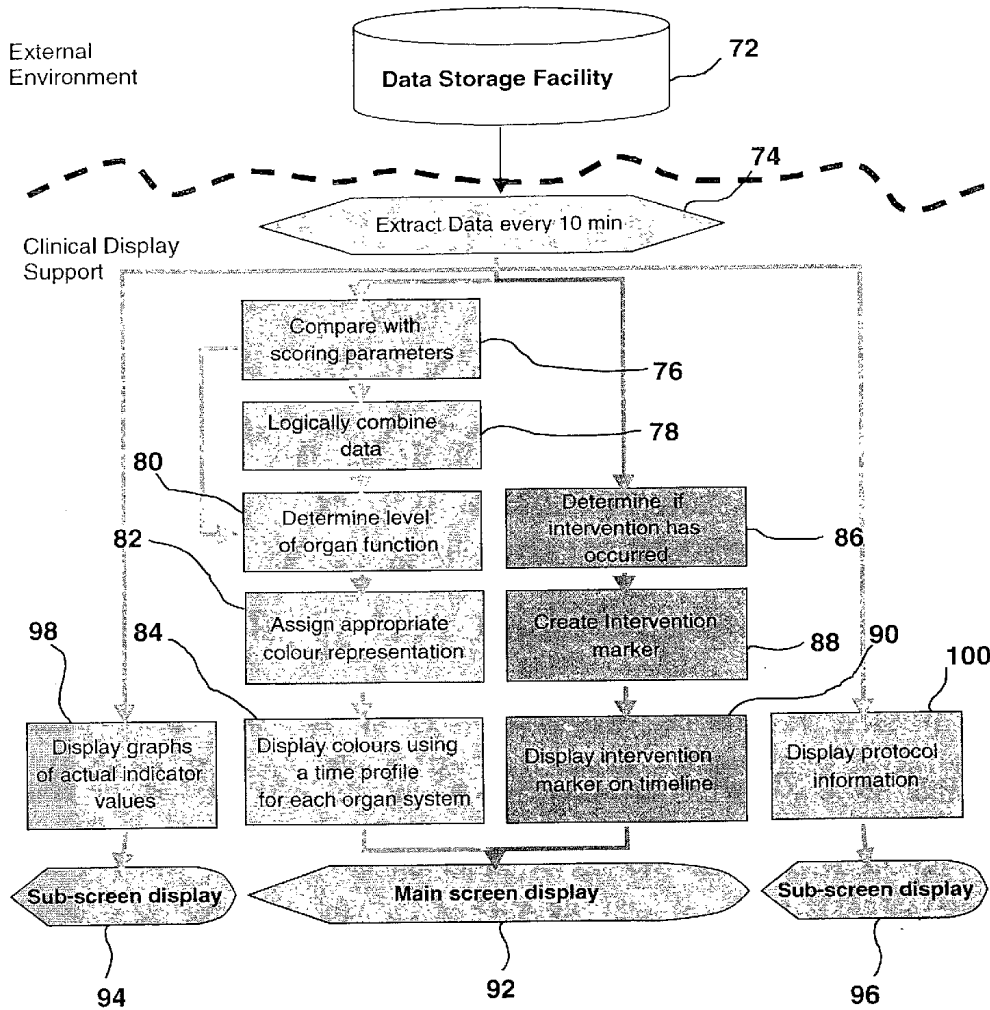 External
Environment
Data Storage Facility
72
74
Extract Data every 10 min
Clinical Display
Support
Compare with
scoring parameters
76
Logically combine
data
78
80
Determine level
of organ function
82
Determine if
intervention has
occurred
86
Assign appropriate
colour representation
84
Create Intervention
marker
88
90
98
100
Display graphs
of actual indicator
values
Display colours using
a time profile
for each organ system
Display intervention
marker on timeline
Display protocol
information
Sub-screen display
Main screen display
Sub-screen display
94
92
96